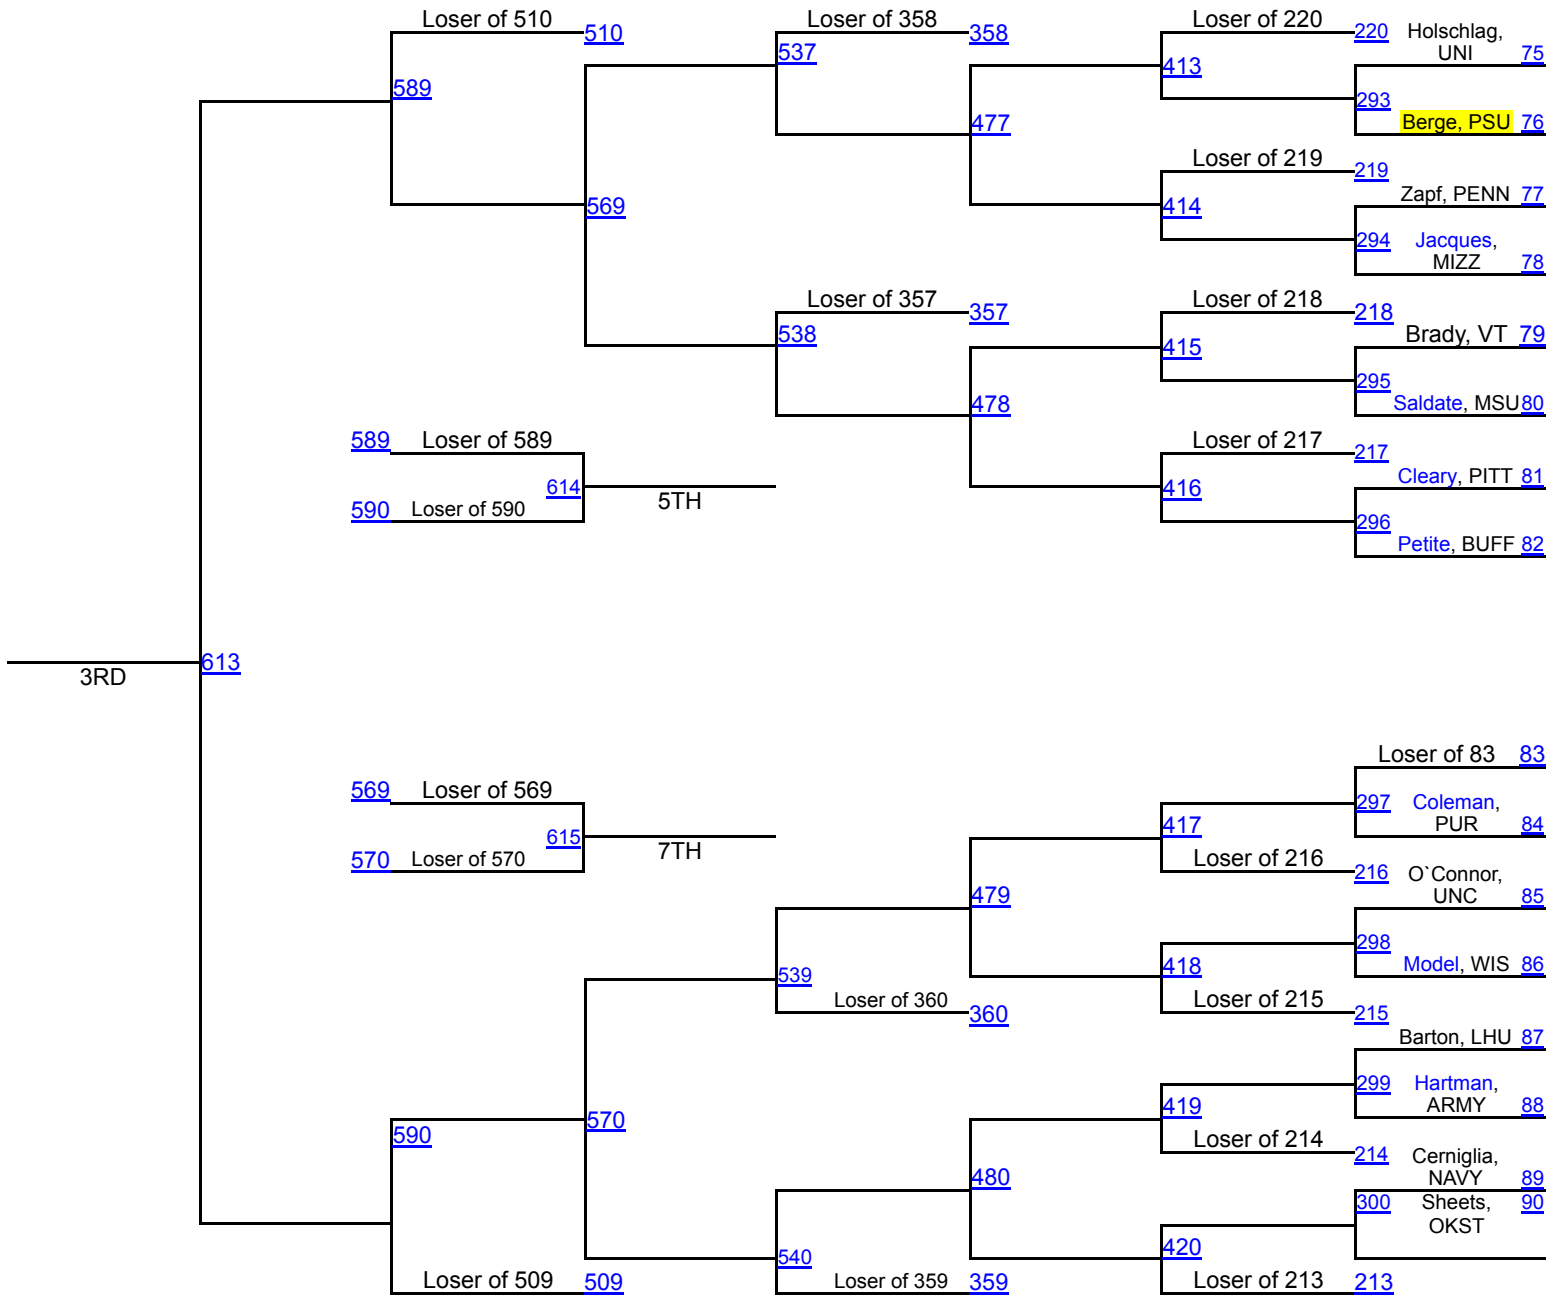 Loser of 510 510 Loser of 358 358 Loser of 220 220 Holschlag,
UNI 75
537
413
589
293
477
Berge, PSU 76
Loser of 219 219
Zapf, PENN 77
569
414
294 Jacques,
MIZZ 78
Loser of 357 357 Loser of 218 218
538
415
Brady, VT 79
295
478
Saldate, MSU 80
589 Loser of 589
Loser of 217 217
Cleary, PITT 81
614
5TH
416
590 Loser of 590
296
Petite, BUFF 82
613
3RD
Loser of 83 83
569 Loser of 569
297 Coleman,
PUR 84
615
7TH
417
570 Loser of 570
Loser of 216 216 O`Connor,
UNC 85
479
298
539
418
Model, WIS 86
Loser of 360 360
Loser of 215 215
Barton, LHU 87
299 Hartman,
ARMY 88
419
570
590
Loser of 214 214 Cerniglia,
NAVY 89
480
300 Sheets, 90
OKST
420
540
Loser of 509 509 Loser of 359 359 Loser of 213 213